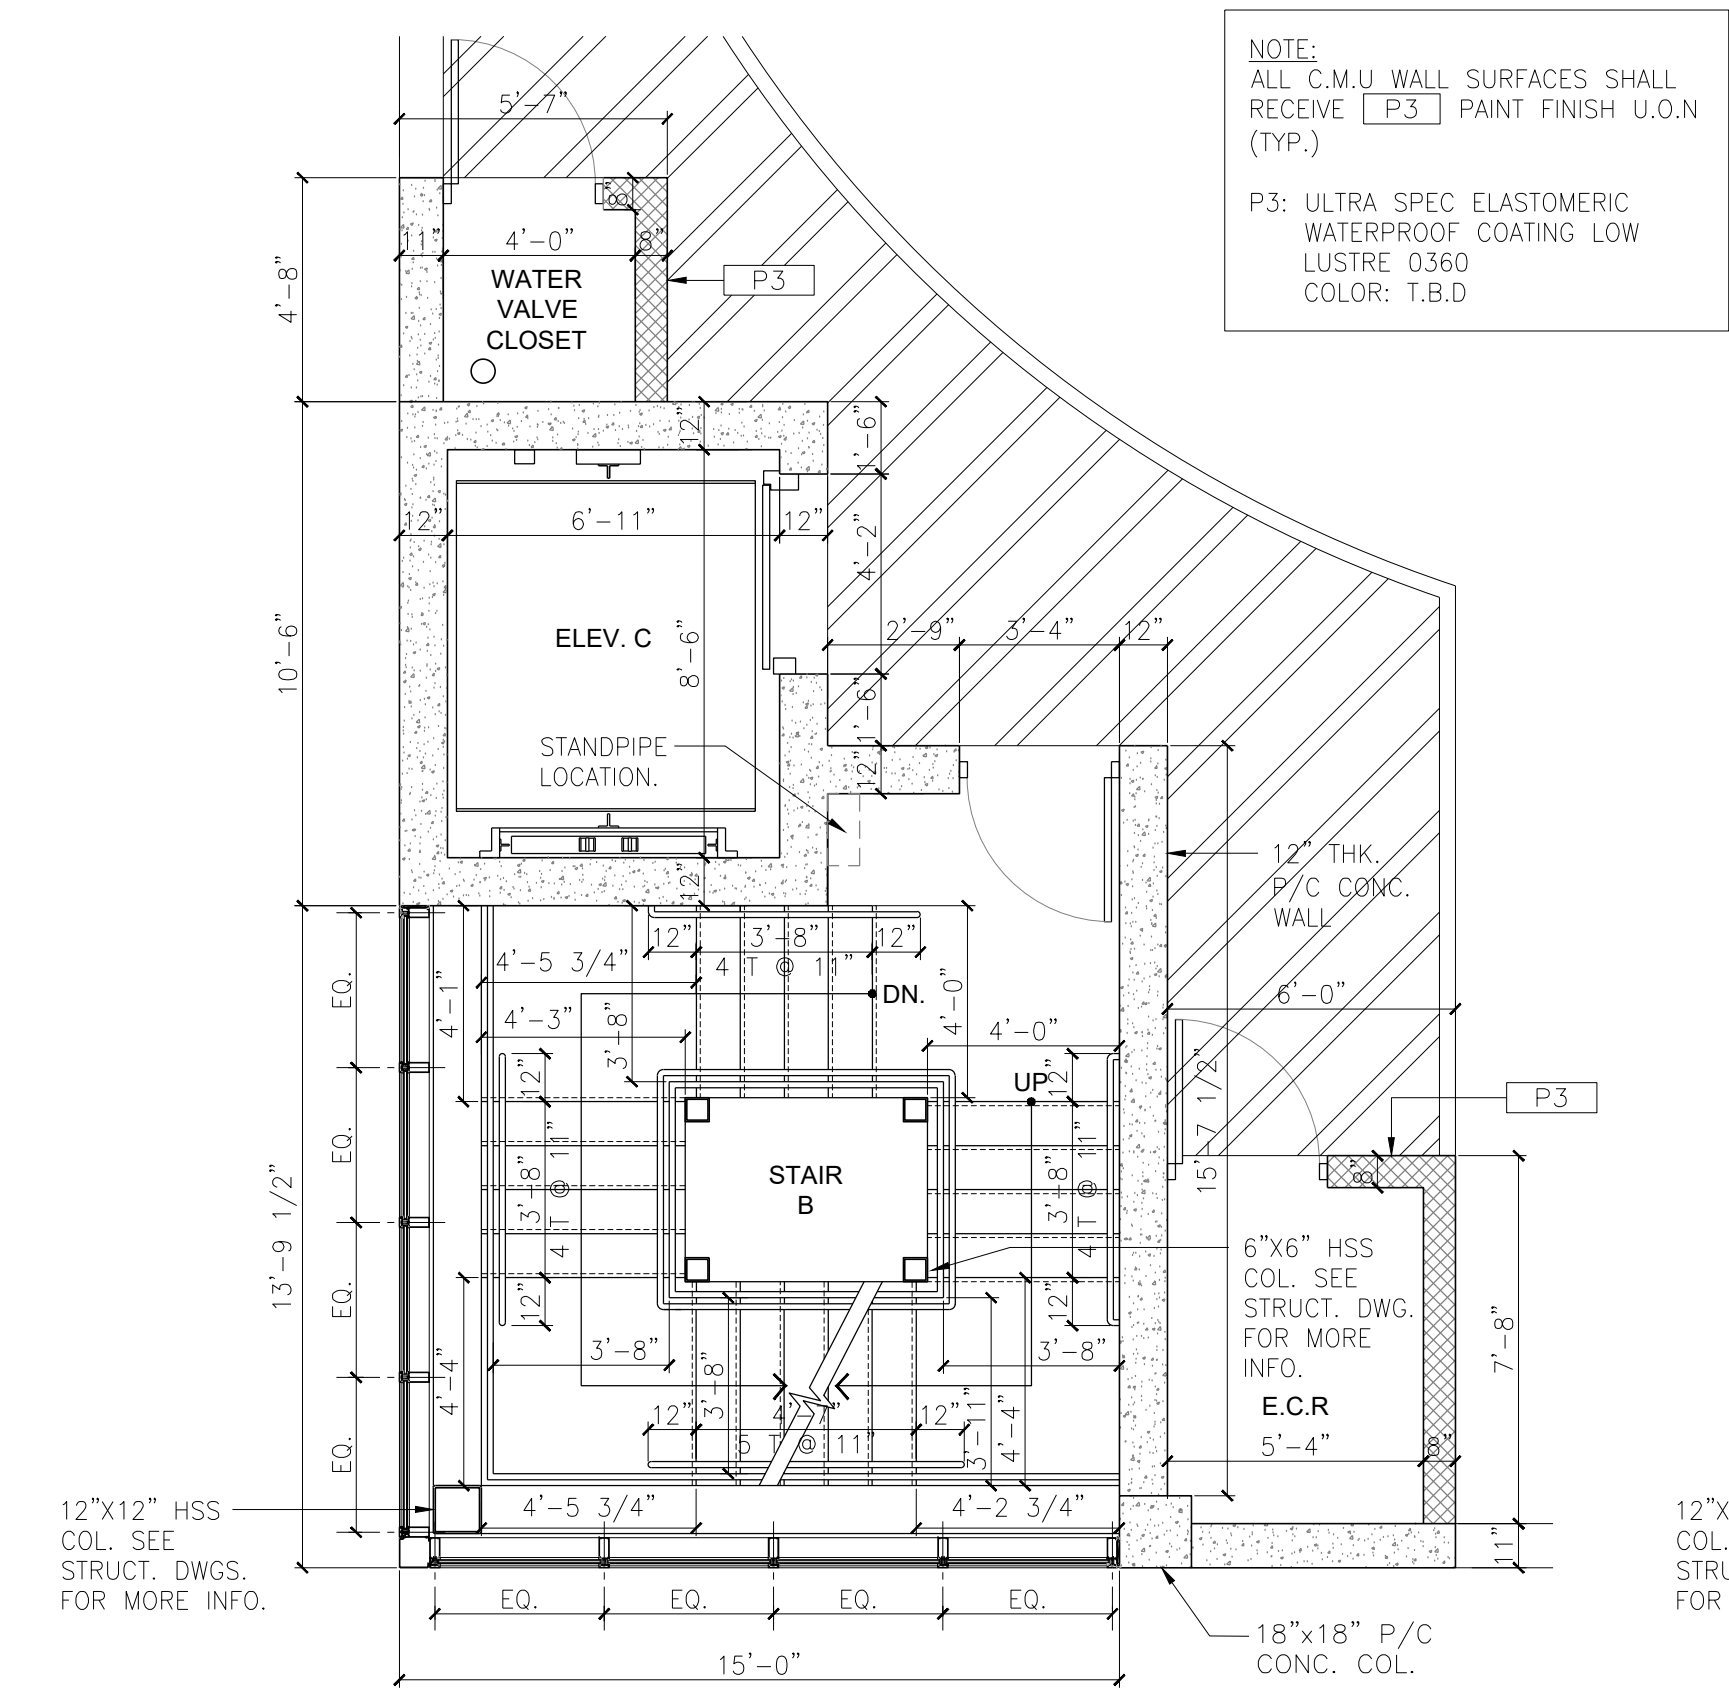 NOTE:
ALL C.M.U WALL SURFACES SHALL
RECEIVE P3 PAINT FINISH U.O.N
(TYP.)
P3: ULTRA SPEC ELASTOMERIC
WATERPROOF COATING LOW
LUSTRE 0360
COLOR: T.B.D
5'-7"
8"
11"
4'-0"
8"
4'-8"
WATER
VALVE
CLOSET
P3
12"
1'-6"
12"
6'-11"
12"
4'-2"
10'-6"
ELEV. C
8'-6"
2'-9"
3'-4"
12"
1'-6"
STANDPIPE
LOCATION.
12"
12" THK.
P/C CONC.
WALL
12"
12"
3'-8"
12"
4 T @ 11"
4'-5 3/4"
DN.
EQ.
4'-1"
4'-3"
3'-8"
4'-0"
4'-0"
6'-0"
UP
12"
12"
15'-7 1/2"
P3
EQ.
3'-8"
4 T @ 11"
STAIR
B
3'-8"
4 T @ 11"
8"
13'-9 1/2"
6"X6" HSS
COL. SEE
STRUCT. DWG.
FOR MORE
INFO.
EQ.
12"
12"
3'-8"
3'-8"
3'-8"
7'-8"
4'-4"
E.C.R
5'-4"
8"
12"
4'-7"
12"
5 T @ 11"
3'-11"
4'-4"
EQ.
12"X12" HSS
COL. SEE
STRUCT. DWGS.
FOR MORE INFO.
4'-5 3/4"
4'-2 3/4"
11"
12"X
COL.
STRU
FOR
EQ.
EQ.
EQ.
EQ.
18"x18" P/C
CONC. COL.
15'-0"